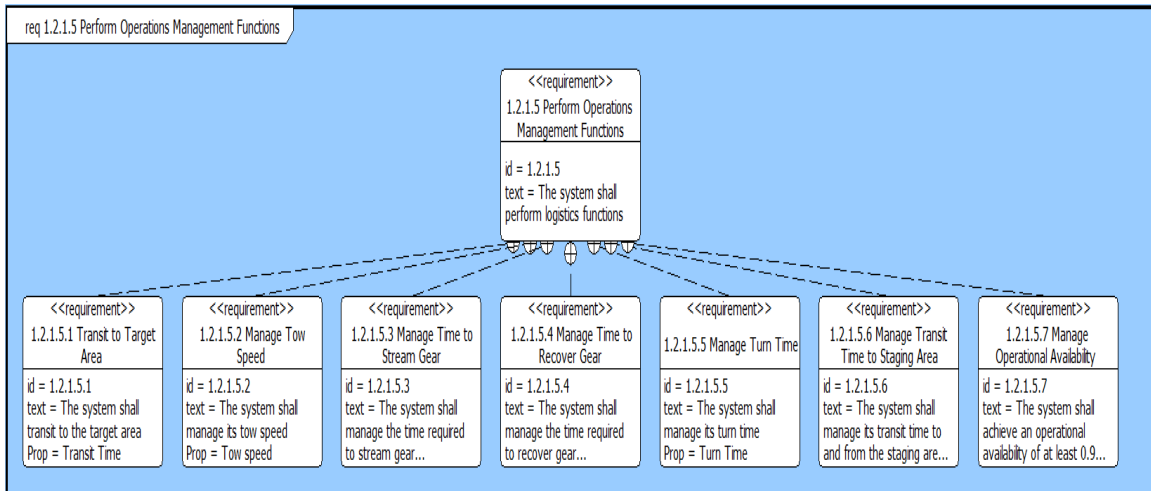 req 1.2.1.5 Perform Operations Management Functions
<<requirement>>
1.2.1.5 Perform Operations
Management Functions
id = 1.2.1.5
text = The system shall
perform logistics functions
<<requirement>>
1.2.1.5.1 Transit to Target
Area
id = 1.2.1.5.1
text = The system shall
transit to the target area
Prop = Transit Time
<<requirement>>
1.2.1.5.2 Manage Tow
Speed
id = 1.2.1.5.2
text = The system shall
manage its tow speed
Prop = Tow speed
<<requirement>>
1.2.1.5.3 Manage Time to
Stream Gear
id = 1.2.1.5.3
text = The system shall
manage the time required
to stream gear...
<<requirement>>
1.2.1.5.4 Manage Time to
Recover Gear
id = 1.2.1.5.4
text = The system shall
manage the time required
to recover gear...
<<requirement>>
1.2.1.5.5 Manage Turn Time
id = 1.2.1.5.5
text = The system shall
manage its turn time
Prop = Turn Time
<<requirement>>
1.2.1.5.6 Manage Transit
Time to Staging Area
id = 1.2.1.5.6
text = The system shall
manage its transit time to
and from the staging are...
<<requirement>>
1.2.1.5.7 Manage
Operational Availability
id = 1.2.1.5.7
text = The system shall
achieve an operational
availability of at least 0.9...